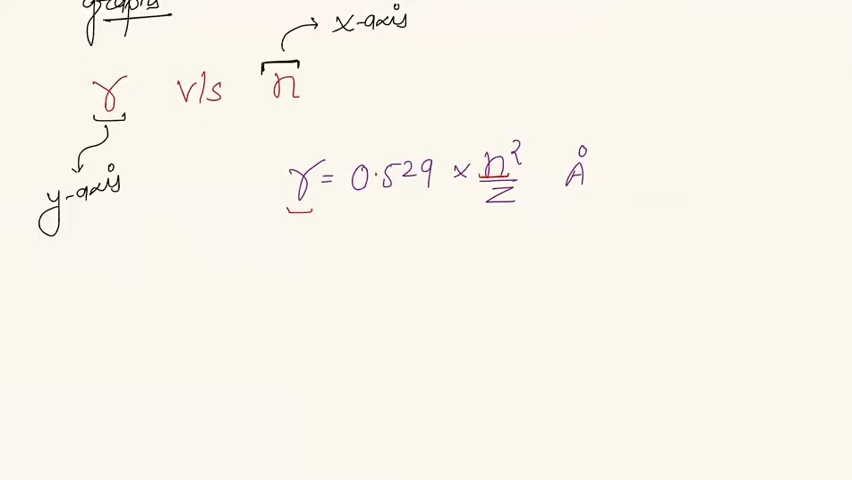 graphs
x-axis
r v/s n
y-axis
r = 0.529 × n²/Z Å